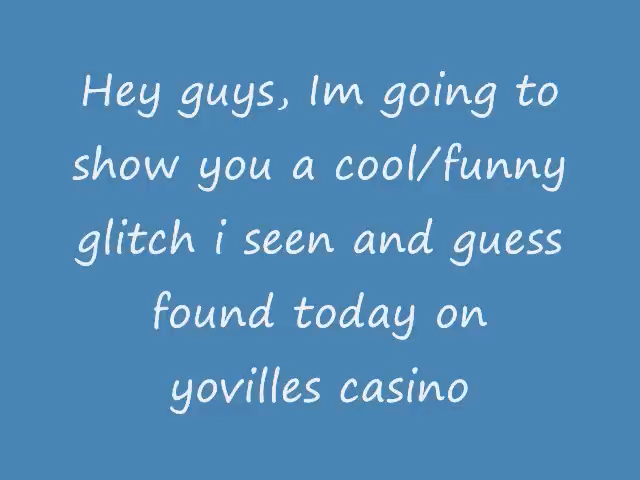 Hey guys, Im going to
show you a cool/funny
glitch i seen and guess
found today on
yovilles casino